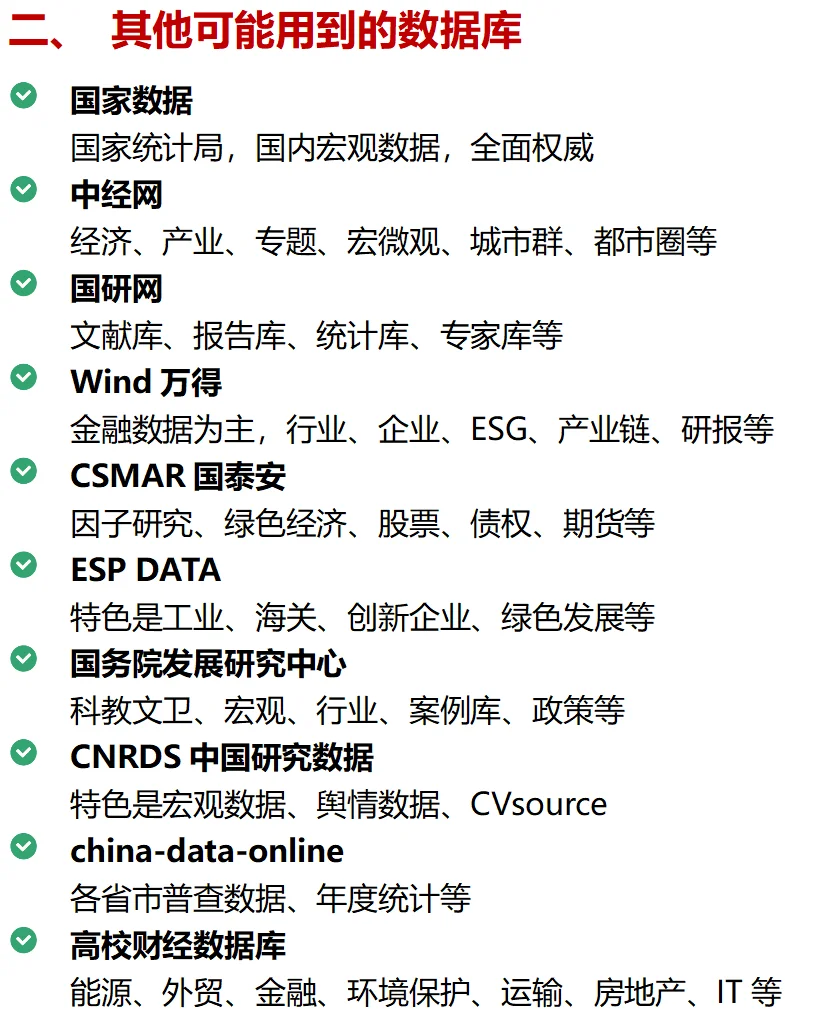 二、 其他可能用到的数据库
国家数据
国家统计局，国内宏观数据，全面权威
中经网
经济、产业、专题、宏微观、城市群、都市圈等
国研网
文献库、报告库、统计库、专家库等
Wind 万得
金融数据为主，行业、企业、ESG、产业链、研报等
CSMAR 国泰安
因子研究、绿色经济、股票、债权、期货等
ESP DATA
特色是工业、海关、创新企业、绿色发展等
国务院发展研究中心
科教文卫、宏观、行业、案例库、政策等
CNRDS 中国研究数据
特色是宏观数据、舆情数据、CVsource
china-data-online
各省市普查数据、年度统计等
高校财经数据库
能源、外贸、金融、环境保护、运输、房地产、IT 等